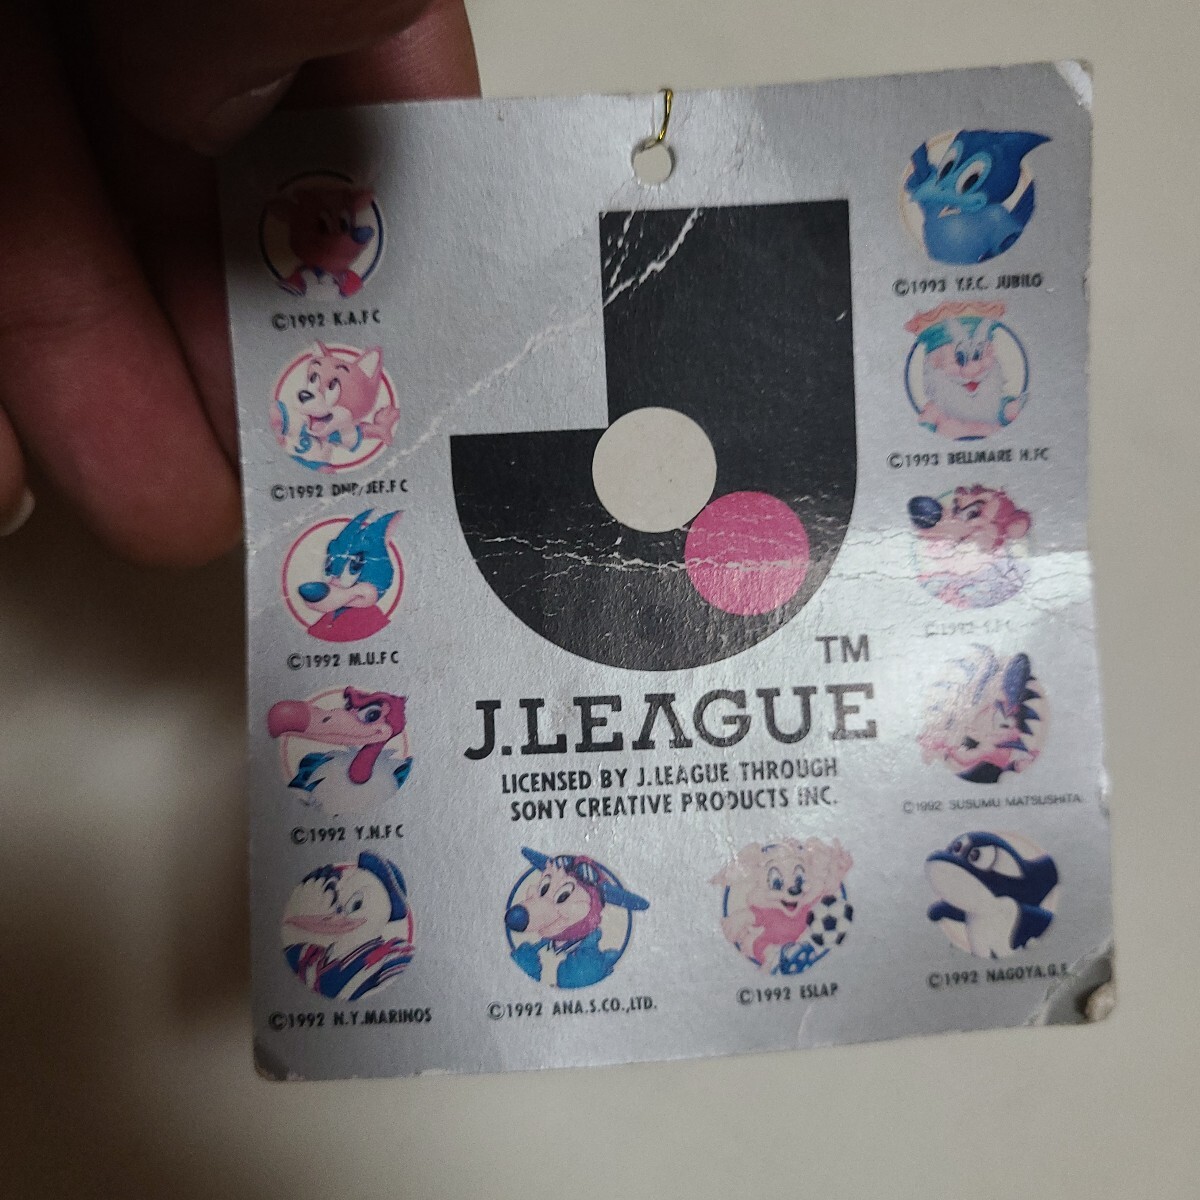 ©1992 K.A.F C
©1992 DNP/JEF.F C
©1992 M.U.F C
©1992 Y.N.F C
©1992 N.Y.MARINOS
©1992 ANA.S.CO.,LTD.
©1992 ESLAP
©1992 NAGOYA.G.E
©1993 Y.F.C. JUBILO
©1993 BELLMARE H.FC
©1992
©1992 SUSUMU MATSUSHITA
TM
J.LEAGUE
LICENSED BY J.LEAGUE THROUGH
SONY CREATIVE PRODUCTS INC.